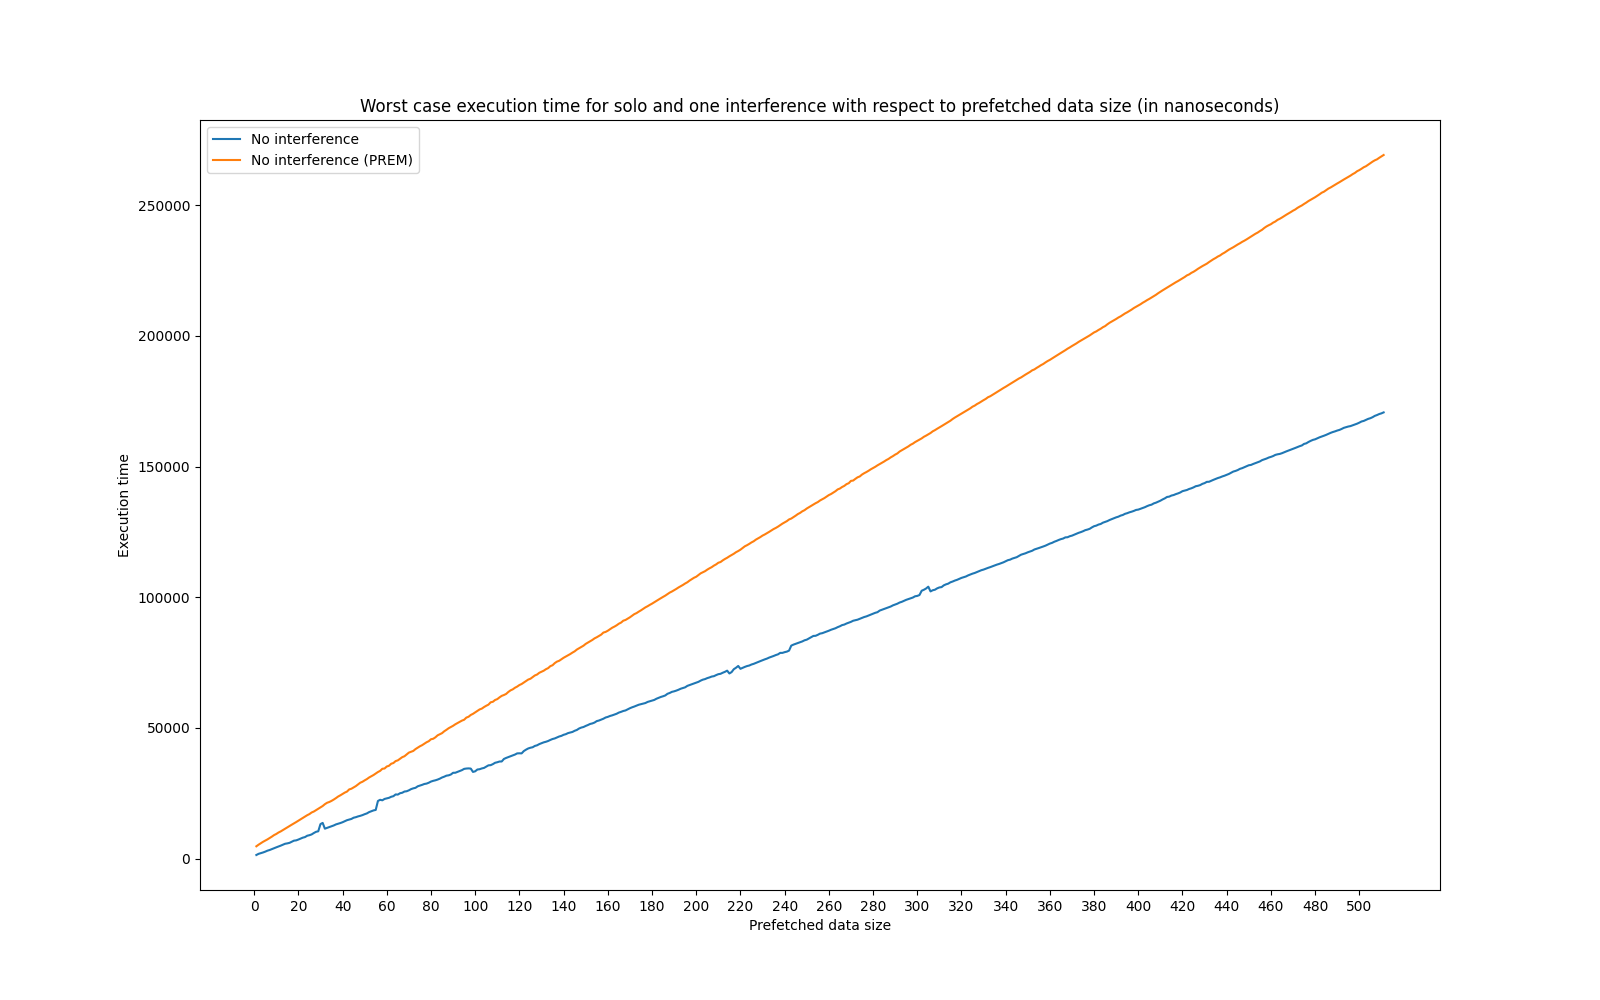 Worst case execution time for solo and one interference with respect to prefetched data size (in nanoseconds)
No interference
No interference (PREM)
250000
200000
150000
100000
50000
0
Execution time
0 20 40 60 80 100 120 140 160 180 200 220 240 260 280 300 320 340 360 380 400 420 440 460 480 500
Prefetched data size